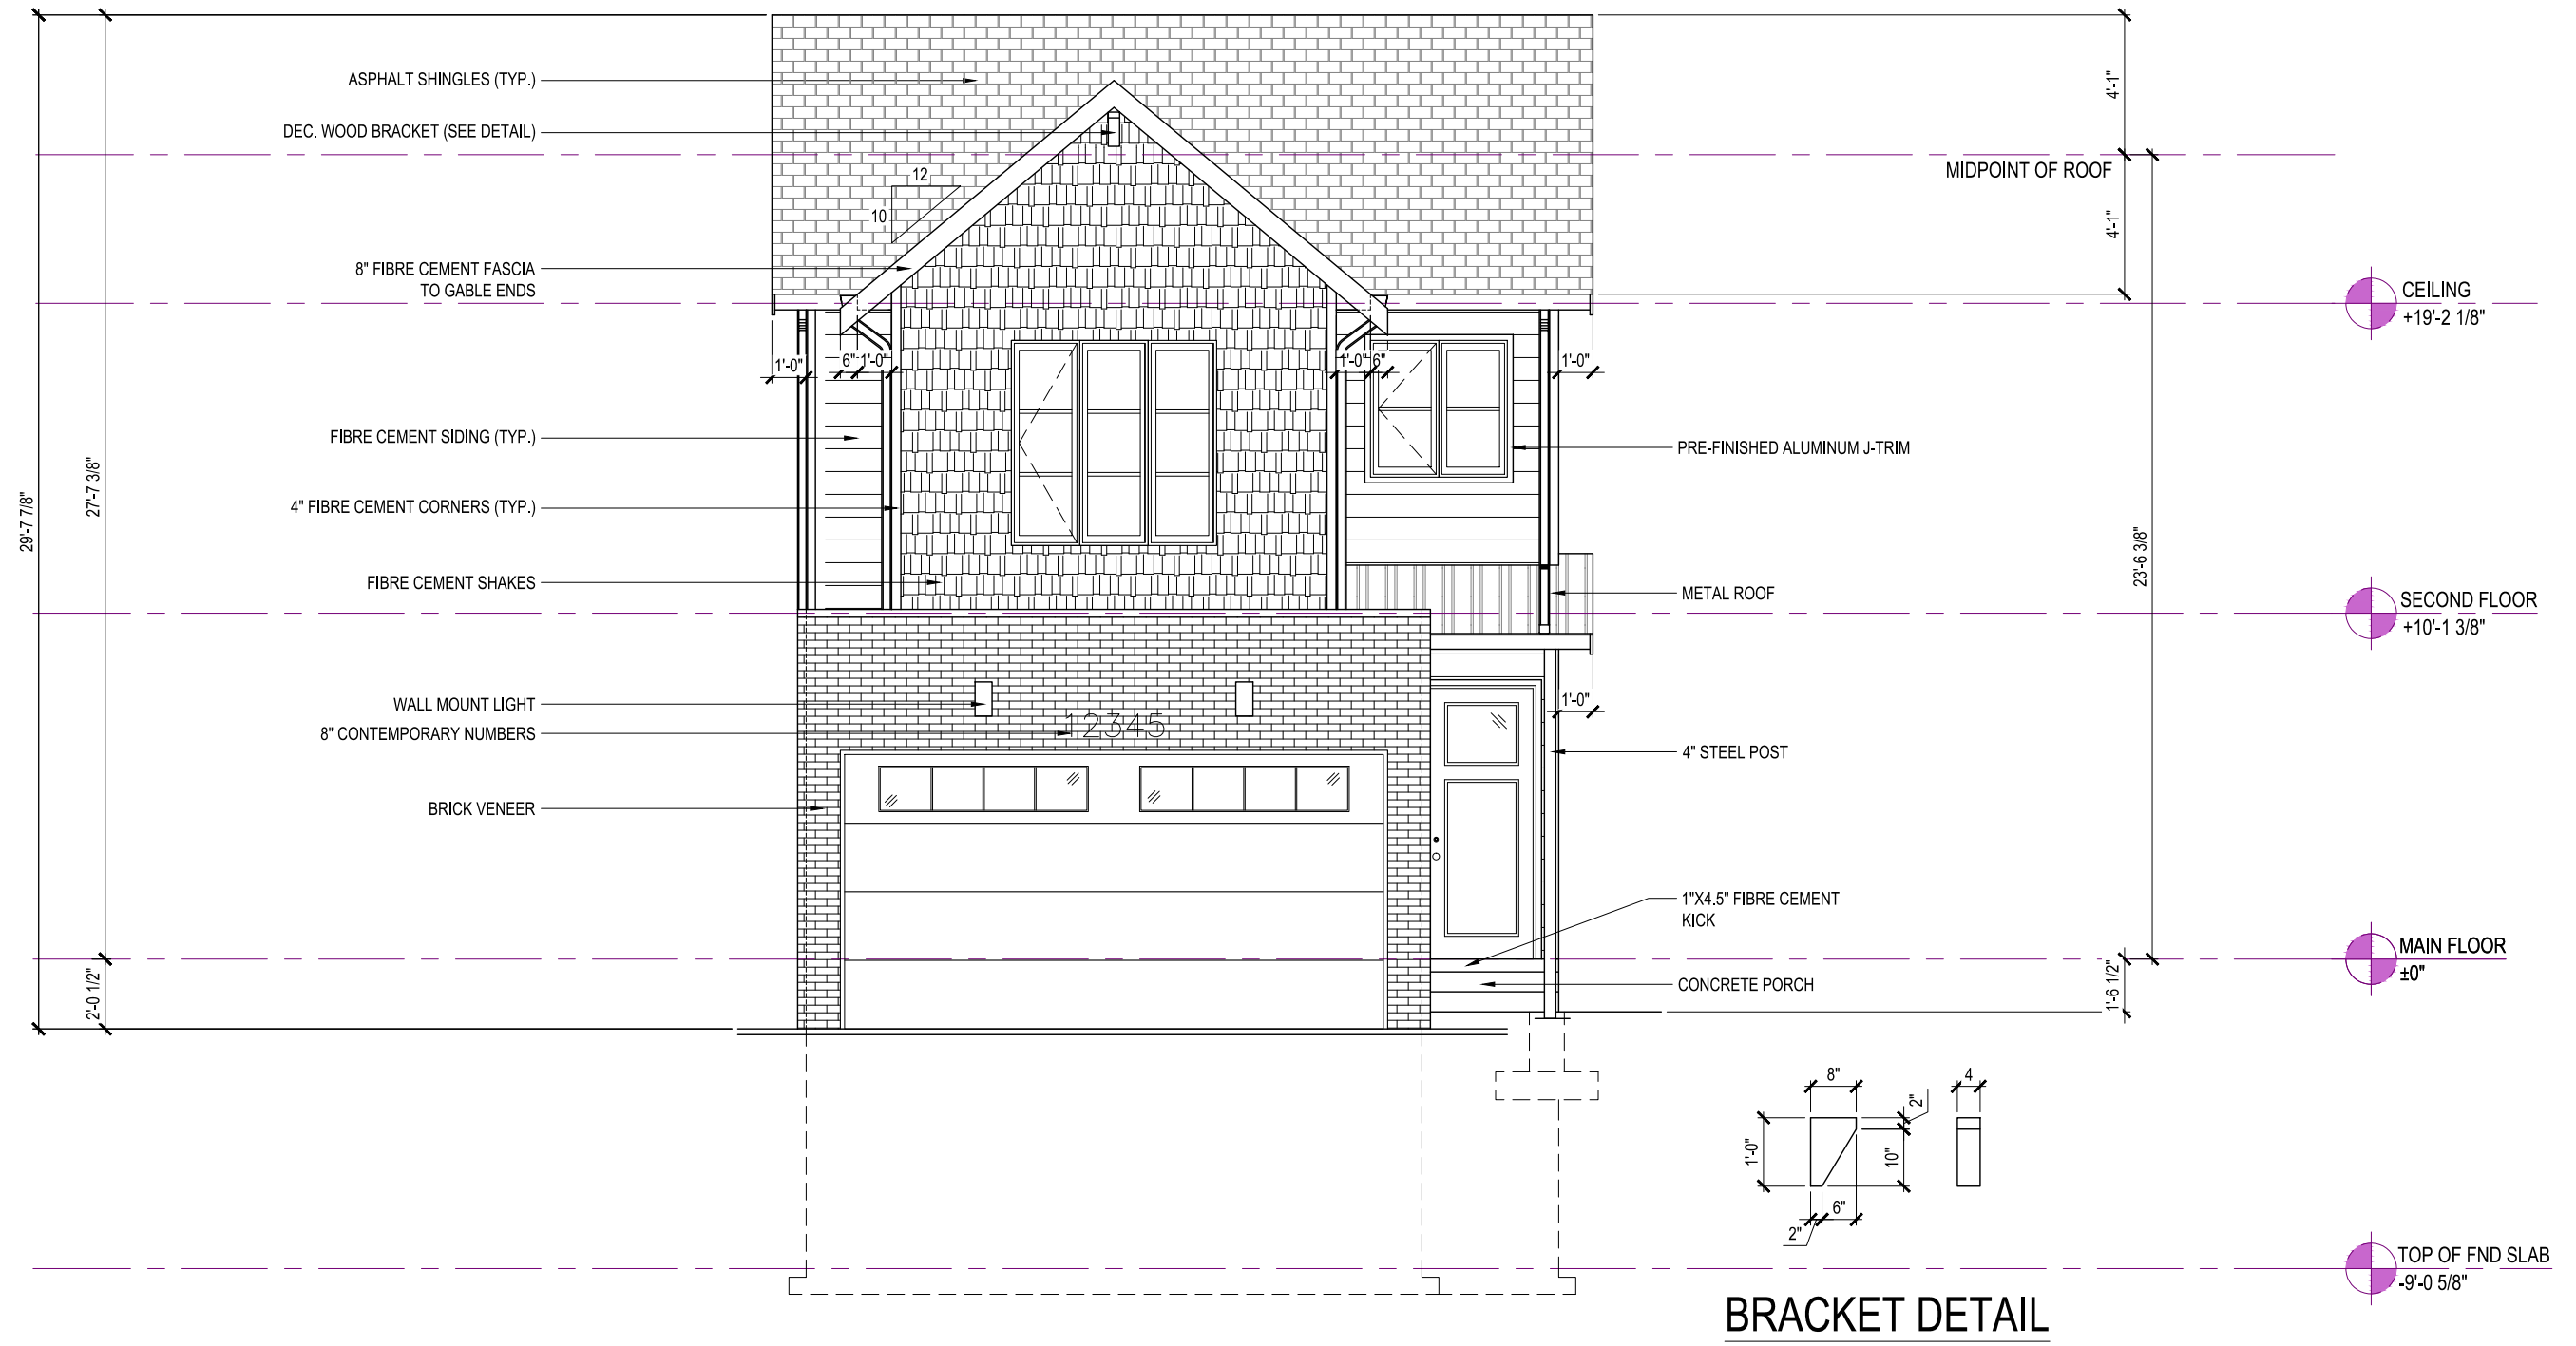 ASPHALT SHINGLES (TYP.)
DEC. WOOD BRACKET (SEE DETAIL)
12
10
8" FIBRE CEMENT FASCIA
TO GABLE ENDS
1'-0"
6"
1'-0"
1'-0"
6"
1'-0"
FIBRE CEMENT SIDING (TYP.)
4" FIBRE CEMENT CORNERS (TYP.)
FIBRE CEMENT SHAKES
WALL MOUNT LIGHT
8" CONTEMPORARY NUMBERS
12345
BRICK VENEER
29'-7 7/8"
27'-7 3/8"
2'-0 1/2"
4'-1"
MIDPOINT OF ROOF
4'-1"
23'-6 3/8"
1'-6 1/2"
PRE-FINISHED ALUMINUM J-TRIM
METAL ROOF
1'-0"
4" STEEL POST
1"X4.5" FIBRE CEMENT
KICK
CONCRETE PORCH
CEILING
+19'-2 1/8"
SECOND FLOOR
+10'-1 3/8"
MAIN FLOOR
±0"
TOP OF FND SLAB
-9'-0 5/8"
8"
4
2"
1'-0"
10"
6"
2"
BRACKET DETAIL